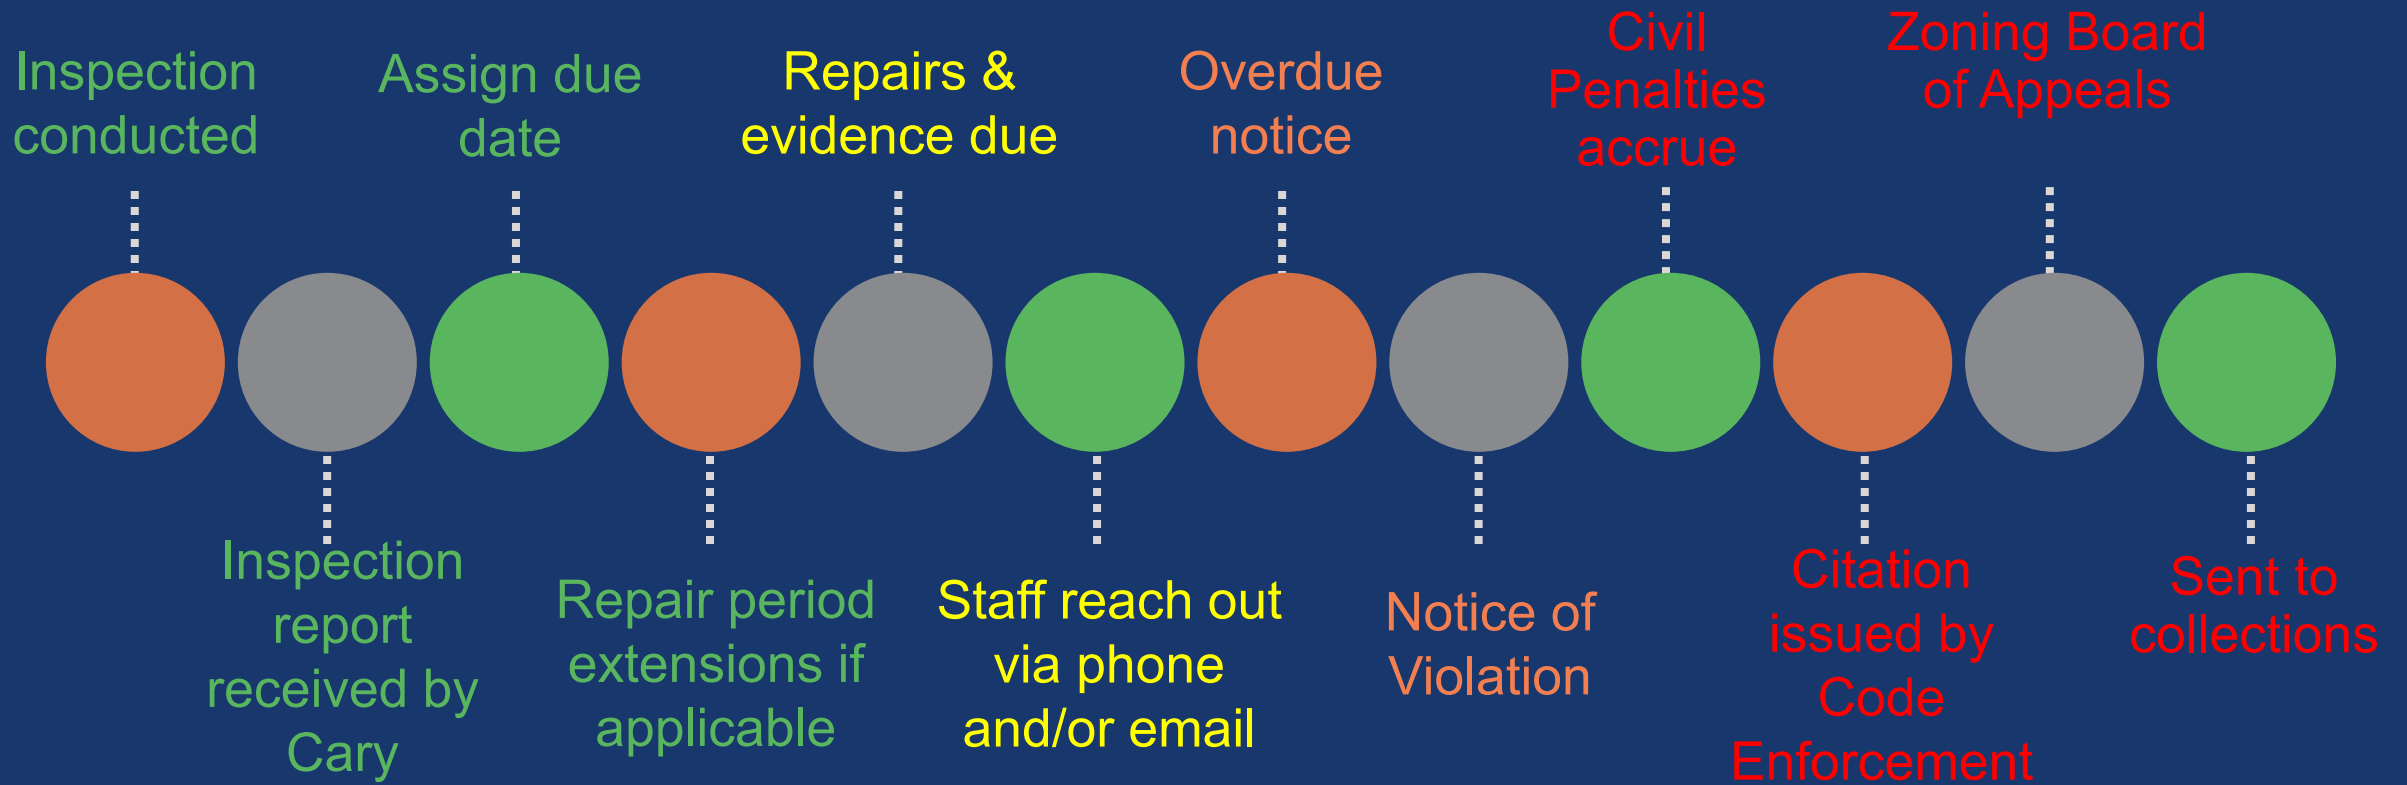 Inspection
conducted
Inspection
report
received by
Cary
Assign due
date
Repair period
extensions if
applicable
Repairs &
evidence due
Staff reach out
via phone
and/or email
Overdue
notice
Notice of
Violation
Civil
Penalties
accrue
Citation
issued by
Code
Enforcement
Zoning Board
of Appeals
Sent to
collections